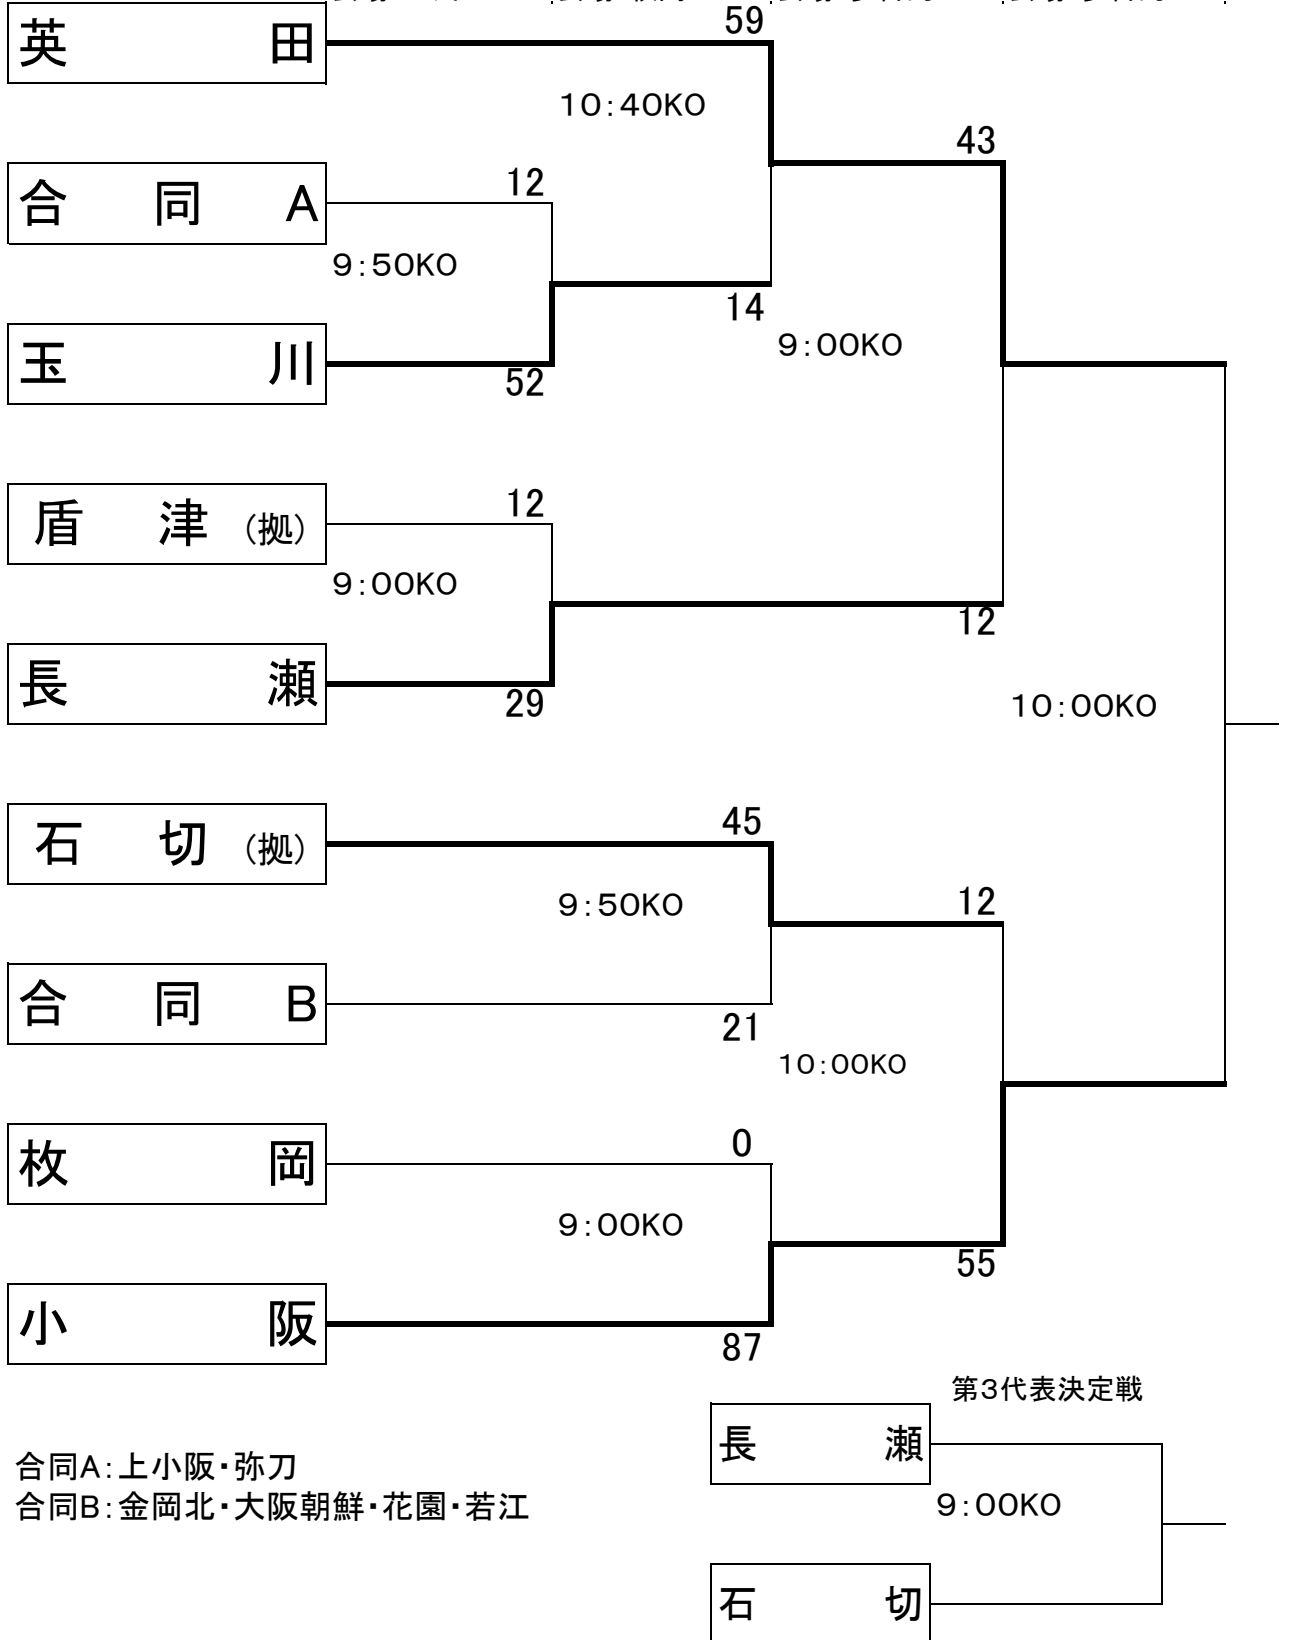 59
英 田
10:40KO
43
12
合 同 A
9:50KO
14
9:00KO
玉 川
52
12
盾 津 (拠)
9:00KO
12
長 瀬
29
10:00KO
45
石 切 (拠)
9:50KO
12
合 同 B
21
10:00KO
0
枚 岡
9:00KO
55
小 阪
87
第3代表決定戦
長 瀬
合同A:上小阪・弥刀
合同B:金岡北・大阪朝鮮・花園・若江
9:00KO
石 切